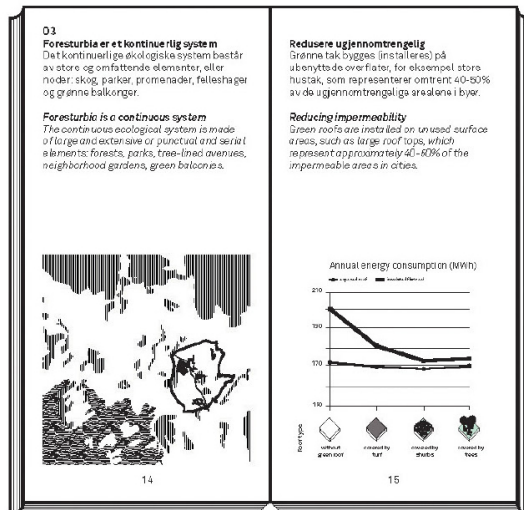 03
Foresturbia er et kontinuerlig system
Det kontinuerlige økologiske system består
av store og omfattende elementer, eller
noder: skog, parker, promenader, felleshager
og grønne balkonger.
Foresturbia is a continuous system
The continuous ecological system is made
of large and extensive or punctual and serial
elements: forests, parks, tree-lined avenues,
neighborhood gardens, green balconies.
14
Redusere ugjennomtrengelig
Grønne tak bygges (installeres) på
ubenyttede overflater, for eksempel store
hustak, som representerer omtrent 40-50%
av de ugjennomtrengelige arealene i byer.
Reducing impermeability
Green roofs are installed on unused surface
areas, such as large roof tops, which
represent approximately 40-50% of the
impermeable areas in cities.
Annual energy consumption (MWh)
210
190
170
Roof type
without
green roof
covered by
turf
covered by
shrubs
covered by
trees
15